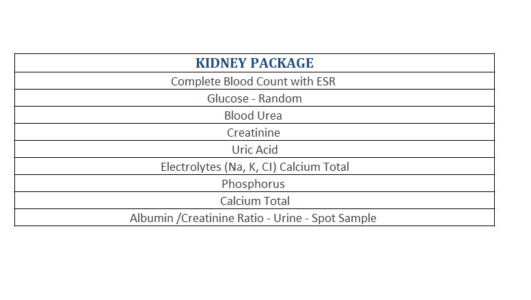 KIDNEY PACKAGE
Complete Blood Count with ESR
Glucose - Random
Blood Urea
Creatinine
Uric Acid
Electrolytes (Na, K, CI) Calcium Total
Phosphorus
Calcium Total
Albumin /Creatinine Ratio - Urine - Spot Sample